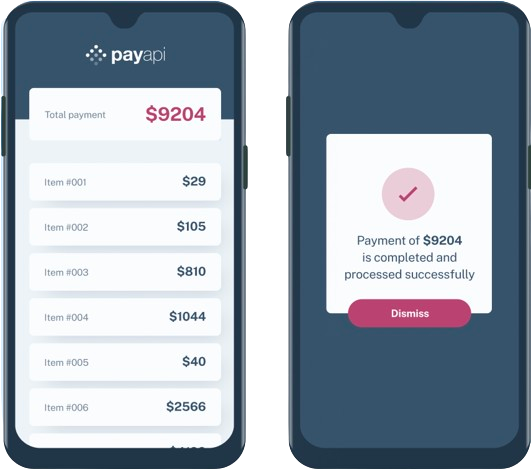 payapi
Total payment $9204
Item #001 $29
Item #002 $105
Item #003 $810
Item #004 $1044
Item #005 $40
Item #006 $2566
Payment of $9204
is completed and
processed successfully
Dismiss